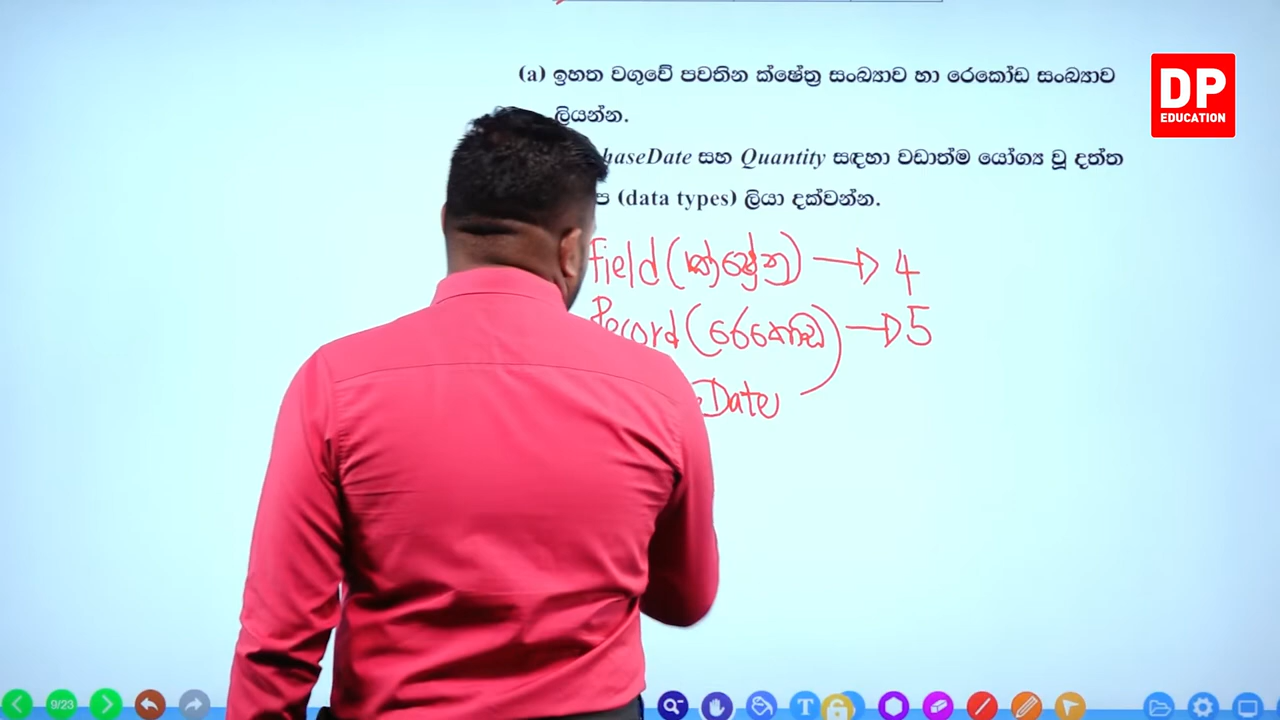 (a) ඉහත වගුවේ පවතින ක්ෂේත්‍ර සංඛ්‍යාව හා රෙකෝඩ සංඛ්‍යාව
ලියන්න.
haseDate සහ Quantity සඳහා වඩාත්ම යෝග්‍ය වූ දත්ත
(data types) ලියා දක්වන්න.
field (ක්ෂේත්‍ර) → 4
Record (රෙකෝඩ) → 5
Date
DP
EDUCATION
9/23
T